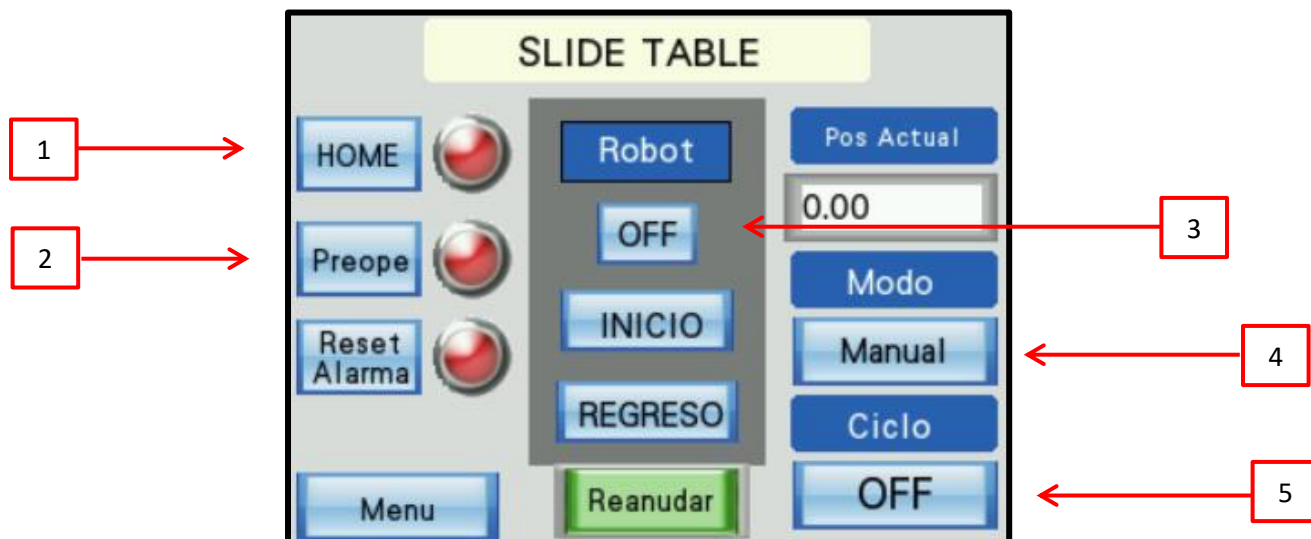 SLIDE TABLE
1
HOME
Robot
Pos Actual
0.00
3
2
Preope
OFF
Modo
Reset
Alarma
INICIO
Manual
4
REGRESO
Ciclo
Menu
Reanudar
OFF
5